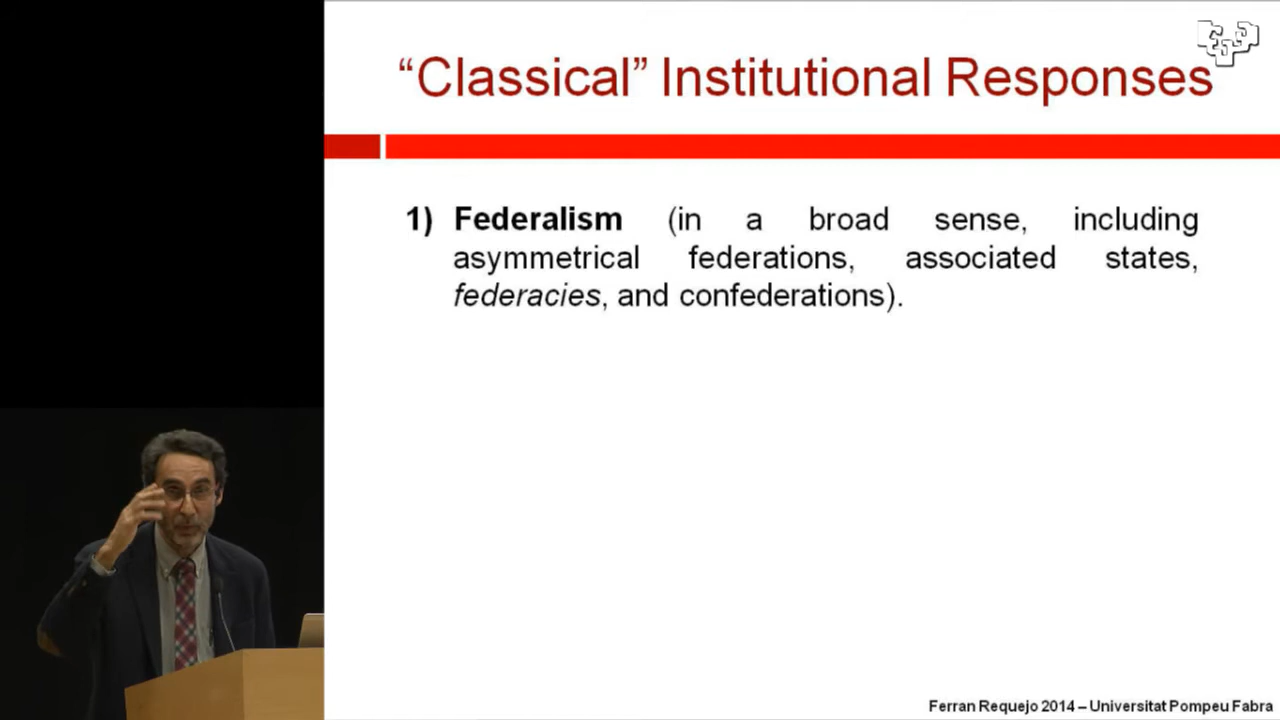 “Classical” Institutional Responses
1) Federalism (in a broad sense, including
asymmetrical federations, associated states,
federacies, and confederations).
Ferran Requejo 2014 – Universitat Pompeu Fabra